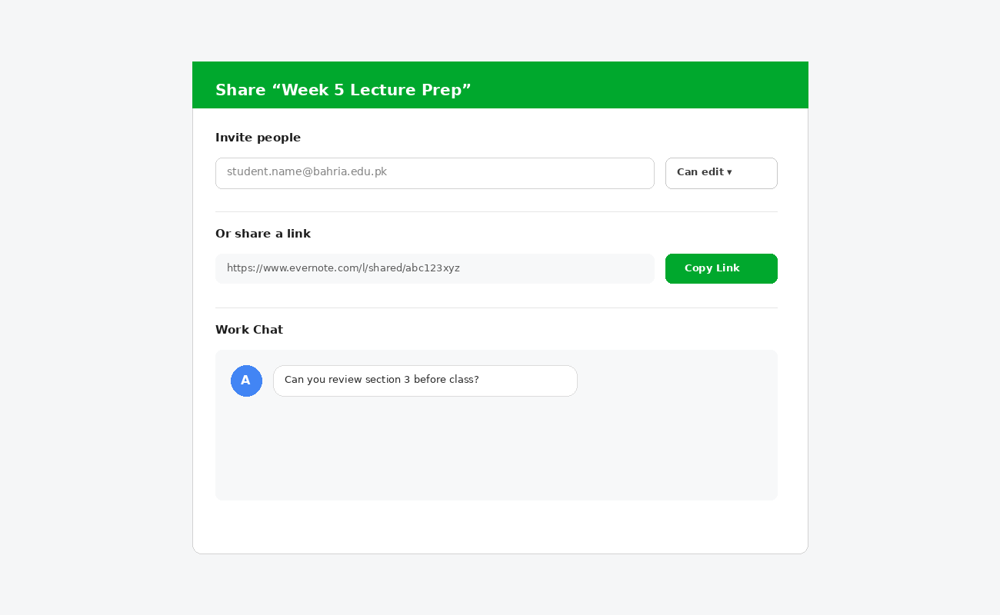 Share “Week 5 Lecture Prep”
Invite people
student.name@bahria.edu.pk
Can edit ▾
Or share a link
https://www.evernote.com/l/shared/abc123xyz
Copy Link
Work Chat
A
Can you review section 3 before class?